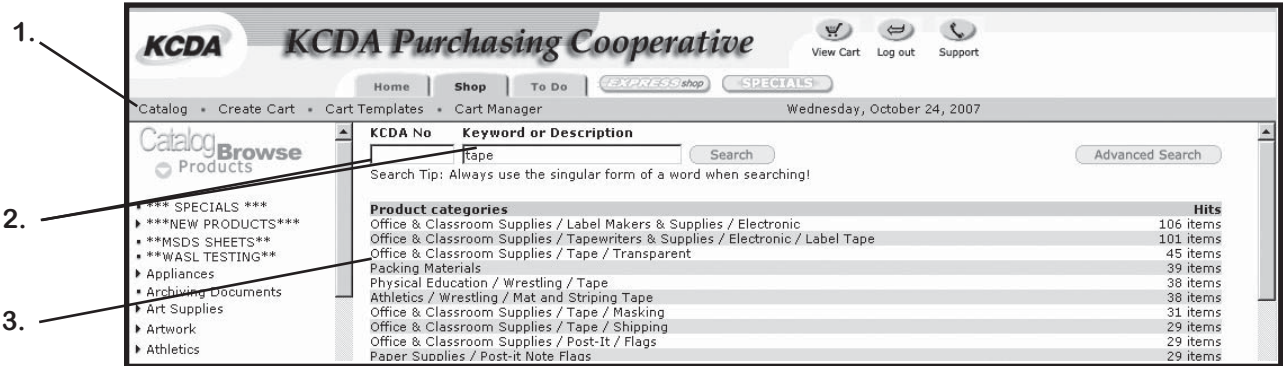 1.
KCDA KCDA Purchasing Cooperative
View Cart Log out Support
Home Shop To Do EXPRESS shop SPECIALS
Catalog • Create Cart • Cart Templates • Cart Manager Wednesday, October 24, 2007
Catalog Browse Products
KCDA No Keyword or Description
tape Search Advanced Search
Search Tip: Always use the singular form of a word when searching!
2.
*** SPECIALS ***
***NEW PRODUCTS***
**MSDS SHEETS**
**WASL TESTING**
Appliances
Archiving Documents
Art Supplies
Artwork
Athletics
3.
Product categories Hits
Office & Classroom Supplies / Label Makers & Supplies / Electronic 106 items
Office & Classroom Supplies / Tapewriters & Supplies / Electronic / Label Tape 101 items
Office & Classroom Supplies / Tape / Transparent 45 items
Packing Materials 39 items
Physical Education / Wrestling / Tape 38 items
Athletics / Wrestling / Mat and Striping Tape 38 items
Office & Classroom Supplies / Tape / Masking 31 items
Office & Classroom Supplies / Tape / Shipping 29 items
Office & Classroom Supplies / Post-It / Flags 29 items
Paper Supplies / Post-it Note Flags 29 items